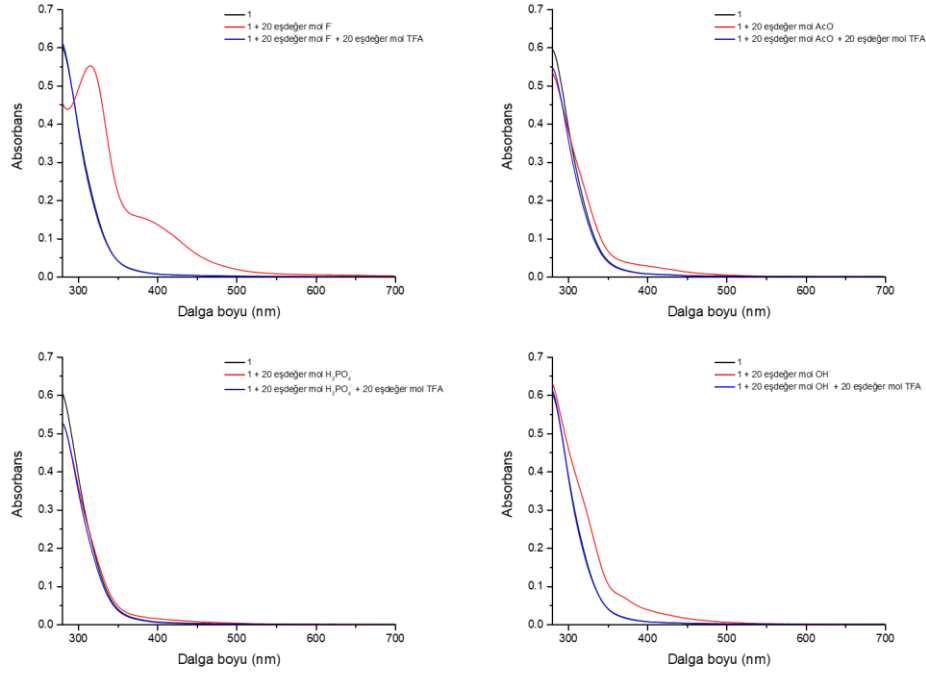 1
1 + 20 eşdeğer mol F⁻
1 + 20 eşdeğer mol F⁻ + 20 eşdeğer mol TFA
0.7
0.6
0.5
0.4
0.3
0.2
0.1
0.0
Absorbans
300 400 500 600 700
Dalga boyu (nm)
1
1 + 20 eşdeğer mol AcO⁻
1 + 20 eşdeğer mol AcO⁻ + 20 eşdeğer mol TFA
0.7
0.6
0.5
0.4
0.3
0.2
0.1
0.0
Absorbans
300 400 500 600 700
Dalga boyu (nm)
1
1 + 20 eşdeğer mol H₂PO₄⁻
1 + 20 eşdeğer mol H₂PO₄⁻ + 20 eşdeğer mol TFA
0.7
0.6
0.5
0.4
0.3
0.2
0.1
0.0
Absorbans
300 400 500 600 700
Dalga boyu (nm)
1
1 + 20 eşdeğer mol OH⁻
1 + 20 eşdeğer mol OH⁻ + 20 eşdeğer mol TFA
0.7
0.6
0.5
0.4
0.3
0.2
0.1
0.0
Absorbans
300 400 500 600 700
Dalga boyu (nm)